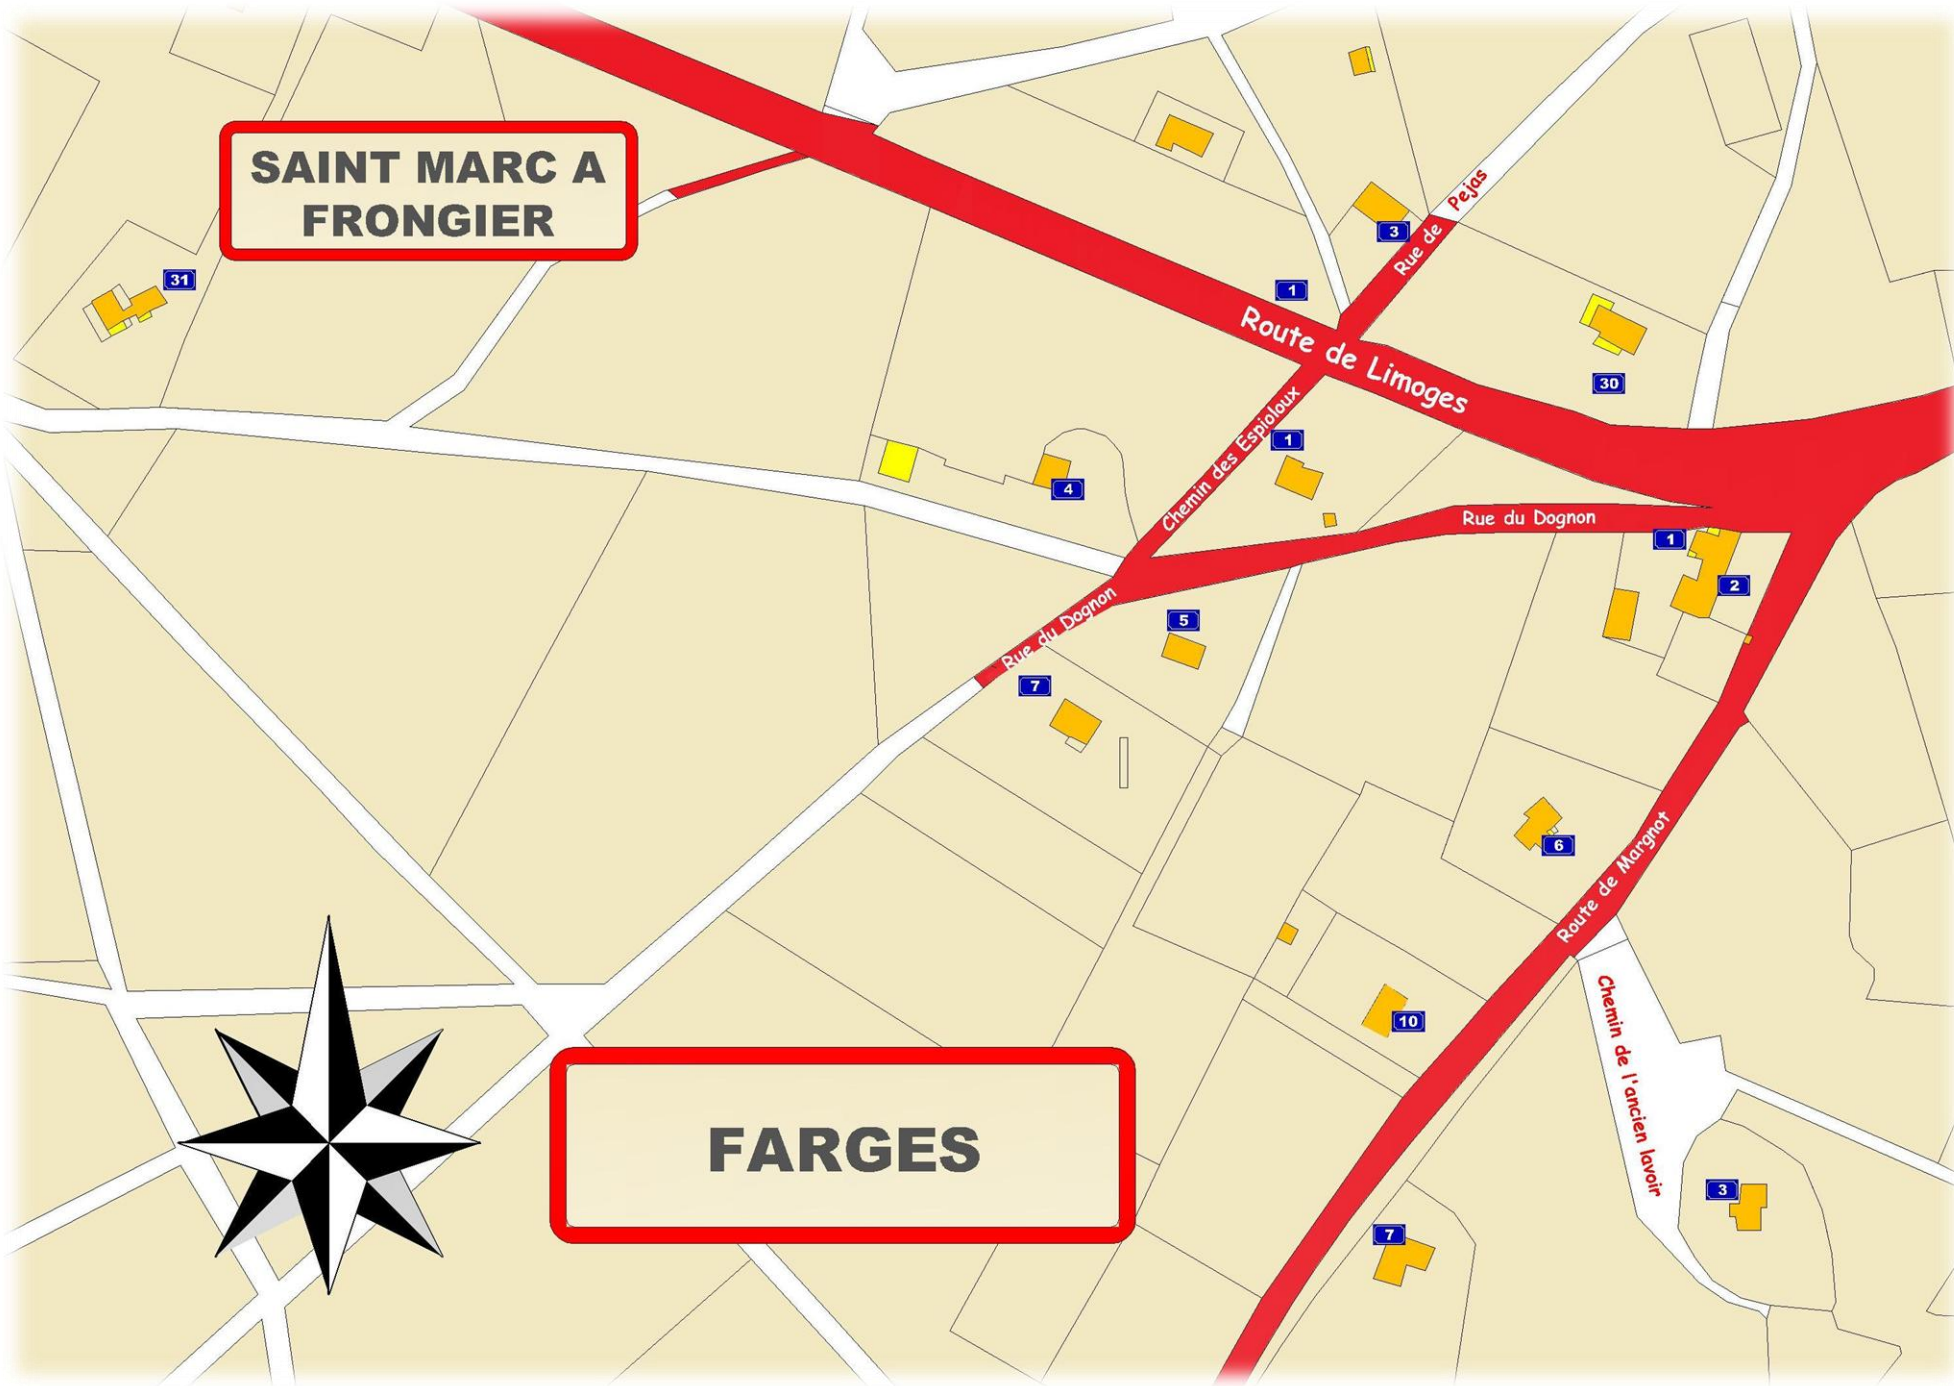 SAINT MARC A
FRONGIER
Rue de Pejas
3
31
1
Route de Limoges
30
Chemin des Espioloux
1
4
Rue du Dognon
1
2
Rue du Dognon
5
7
6
Route de Margnot
10
Chemin de l'ancien lavoir
FARGES
3
7